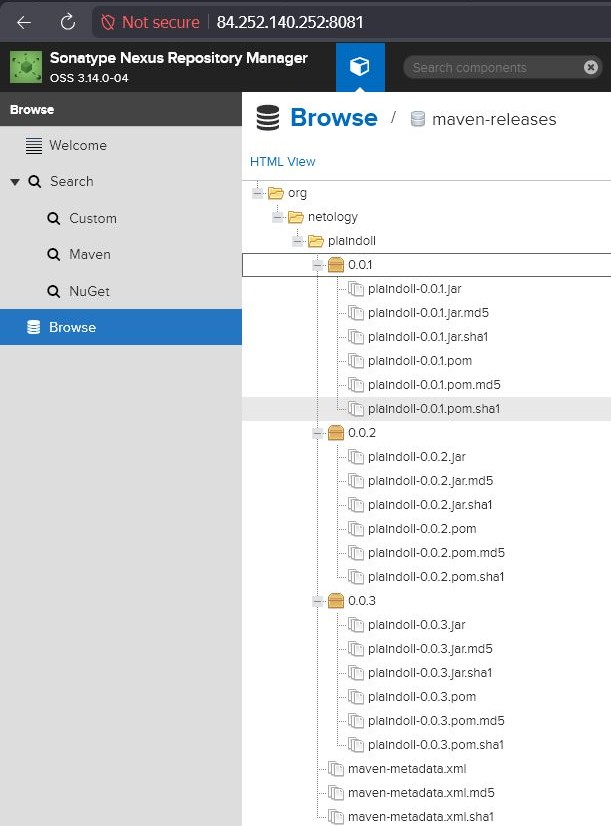 Not secure 84.252.140.252:8081
Sonatype Nexus Repository Manager
OSS 3.14.0-04
Search components
Browse
Welcome
Search
Custom
Maven
NuGet
Browse
Browse / maven-releases
HTML View
org
netology
plaindoll
0.0.1
plaindoll-0.0.1.jar
plaindoll-0.0.1.jar.md5
plaindoll-0.0.1.jar.sha1
plaindoll-0.0.1.pom
plaindoll-0.0.1.pom.md5
plaindoll-0.0.1.pom.sha1
0.0.2
plaindoll-0.0.2.jar
plaindoll-0.0.2.jar.md5
plaindoll-0.0.2.jar.sha1
plaindoll-0.0.2.pom
plaindoll-0.0.2.pom.md5
plaindoll-0.0.2.pom.sha1
0.0.3
plaindoll-0.0.3.jar
plaindoll-0.0.3.jar.md5
plaindoll-0.0.3.jar.sha1
plaindoll-0.0.3.pom
plaindoll-0.0.3.pom.md5
plaindoll-0.0.3.pom.sha1
maven-metadata.xml
maven-metadata.xml.md5
maven-metadata.xml.sha1